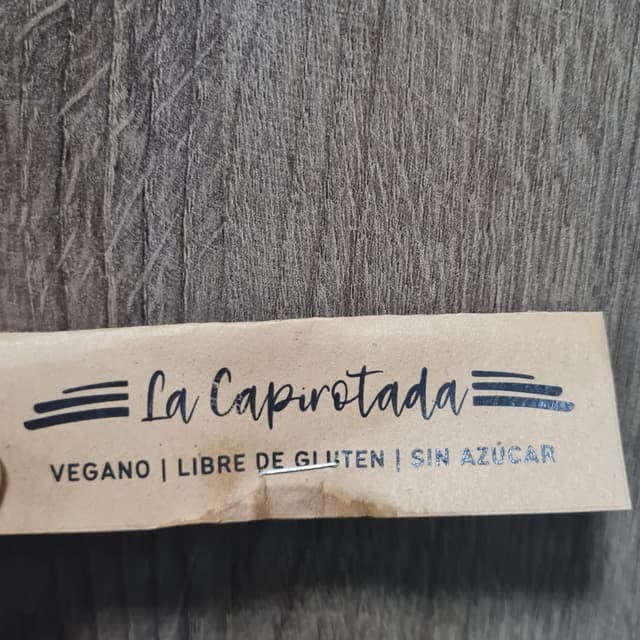 La Capirotada
VEGANO | LIBRE DE GLUTEN | SIN AZÚCAR